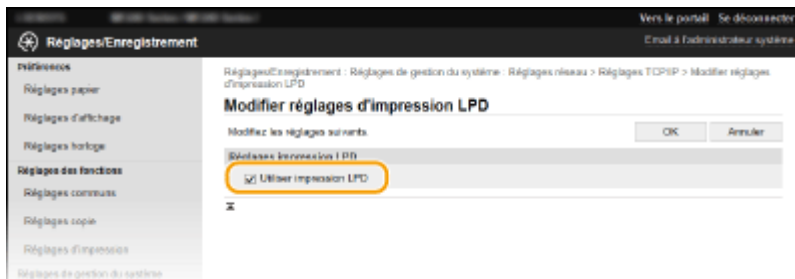 Vers le portail Se déconnecter
Réglages/Enregistrement
Email à l'administrateur système
Préférences
Réglages papier
Réglages d'affichage
Réglages horloge
Réglages des fonctions
Réglages communs
Réglages copie
Réglages d'impression
Réglages de gestion du système
Réglages/Enregistrement : Réglages de gestion du système : Réglages réseau > Réglages TCP/IP > Modifier réglages
d'impression LPD
Modifier réglages d'impression LPD
Modifiez les réglages suivants.
OK Annuler
Réglages impression LPD
Utiliser impression LPD